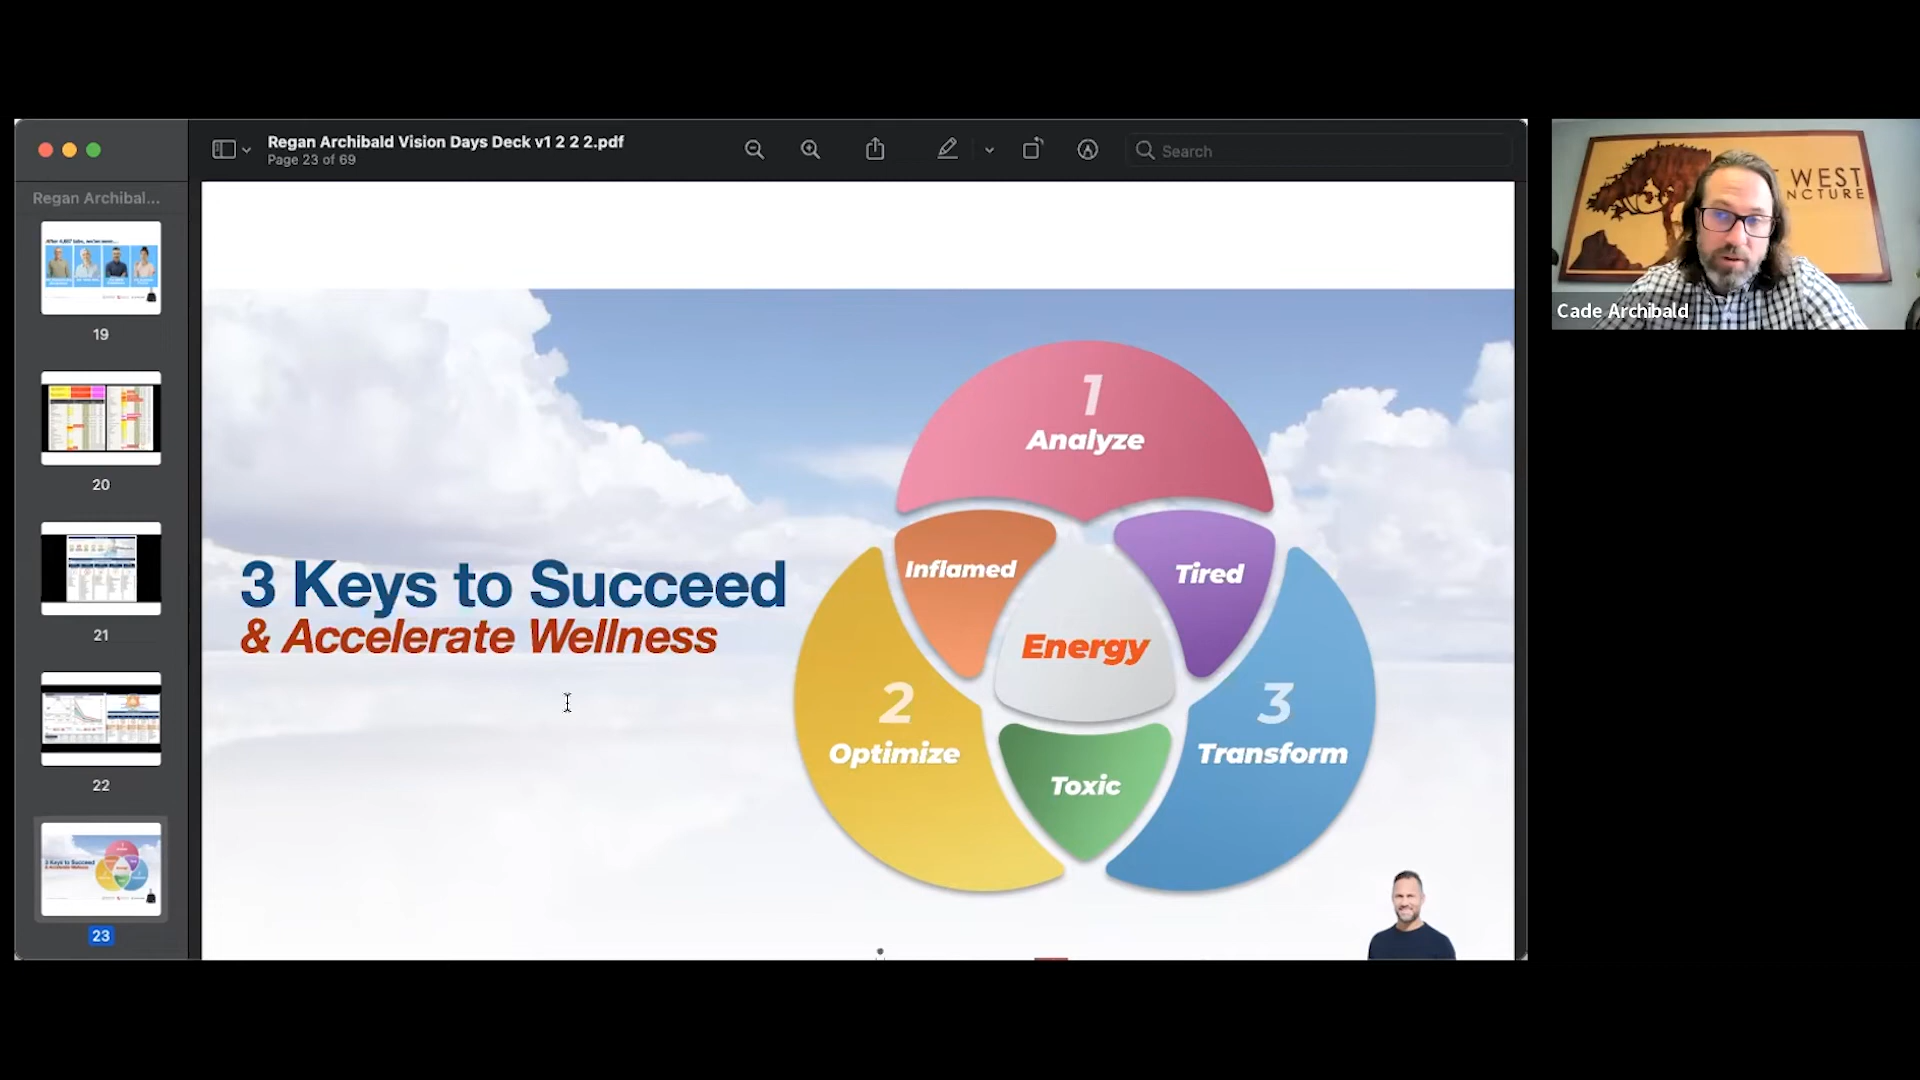 Regan Archibald Vision Days Deck v1 2 2 2.pdf
Page 23 of 69
Search
Regan Archibal...
19
20
21
22
23
3 Keys to Succeed
& Accelerate Wellness
1
Analyze
Inflamed
Tired
Energy
2
Optimize
3
Transform
Toxic
WEST
NCTURE
Cade Archibald